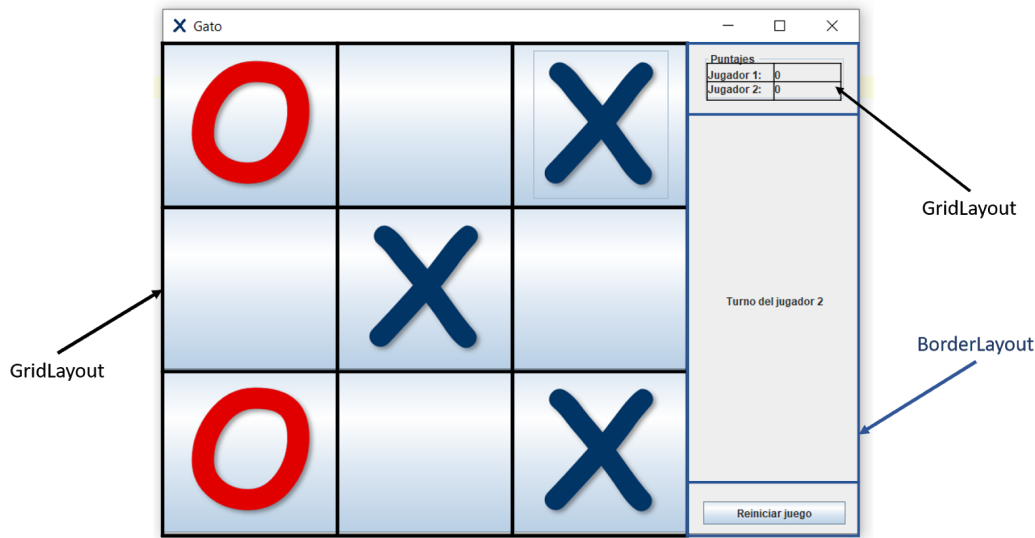 Gato
O
X
Puntajes
Jugador 1: 0
Jugador 2: 0
GridLayout
X
Turno del jugador 2
GridLayout
BorderLayout
O
X
Reiniciar juego